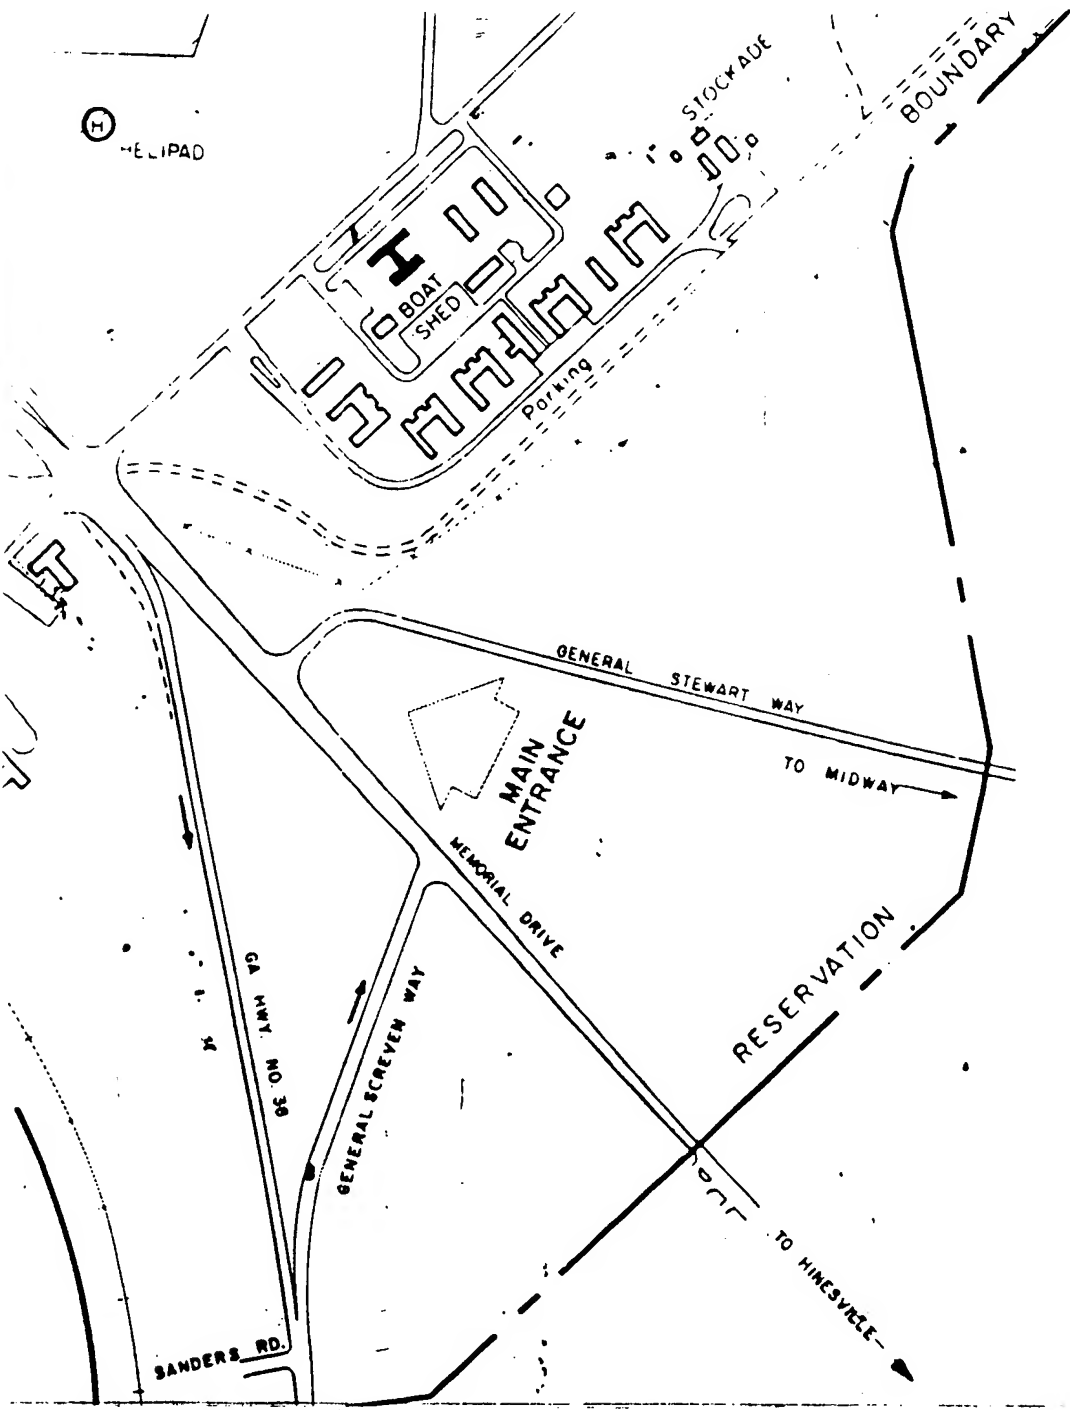 STOCKADE
BOUNDARY
H
HELIPAD
BOAT
SHED
Parking
GENERAL STEWART WAY
TO MIDWAY
MAIN
ENTRANCE
MEMORIAL DRIVE
RESERVATION
GA HWY. NO. 38
GENERAL SCREVEN WAY
TO HINESVILLE
SANDERS RD.